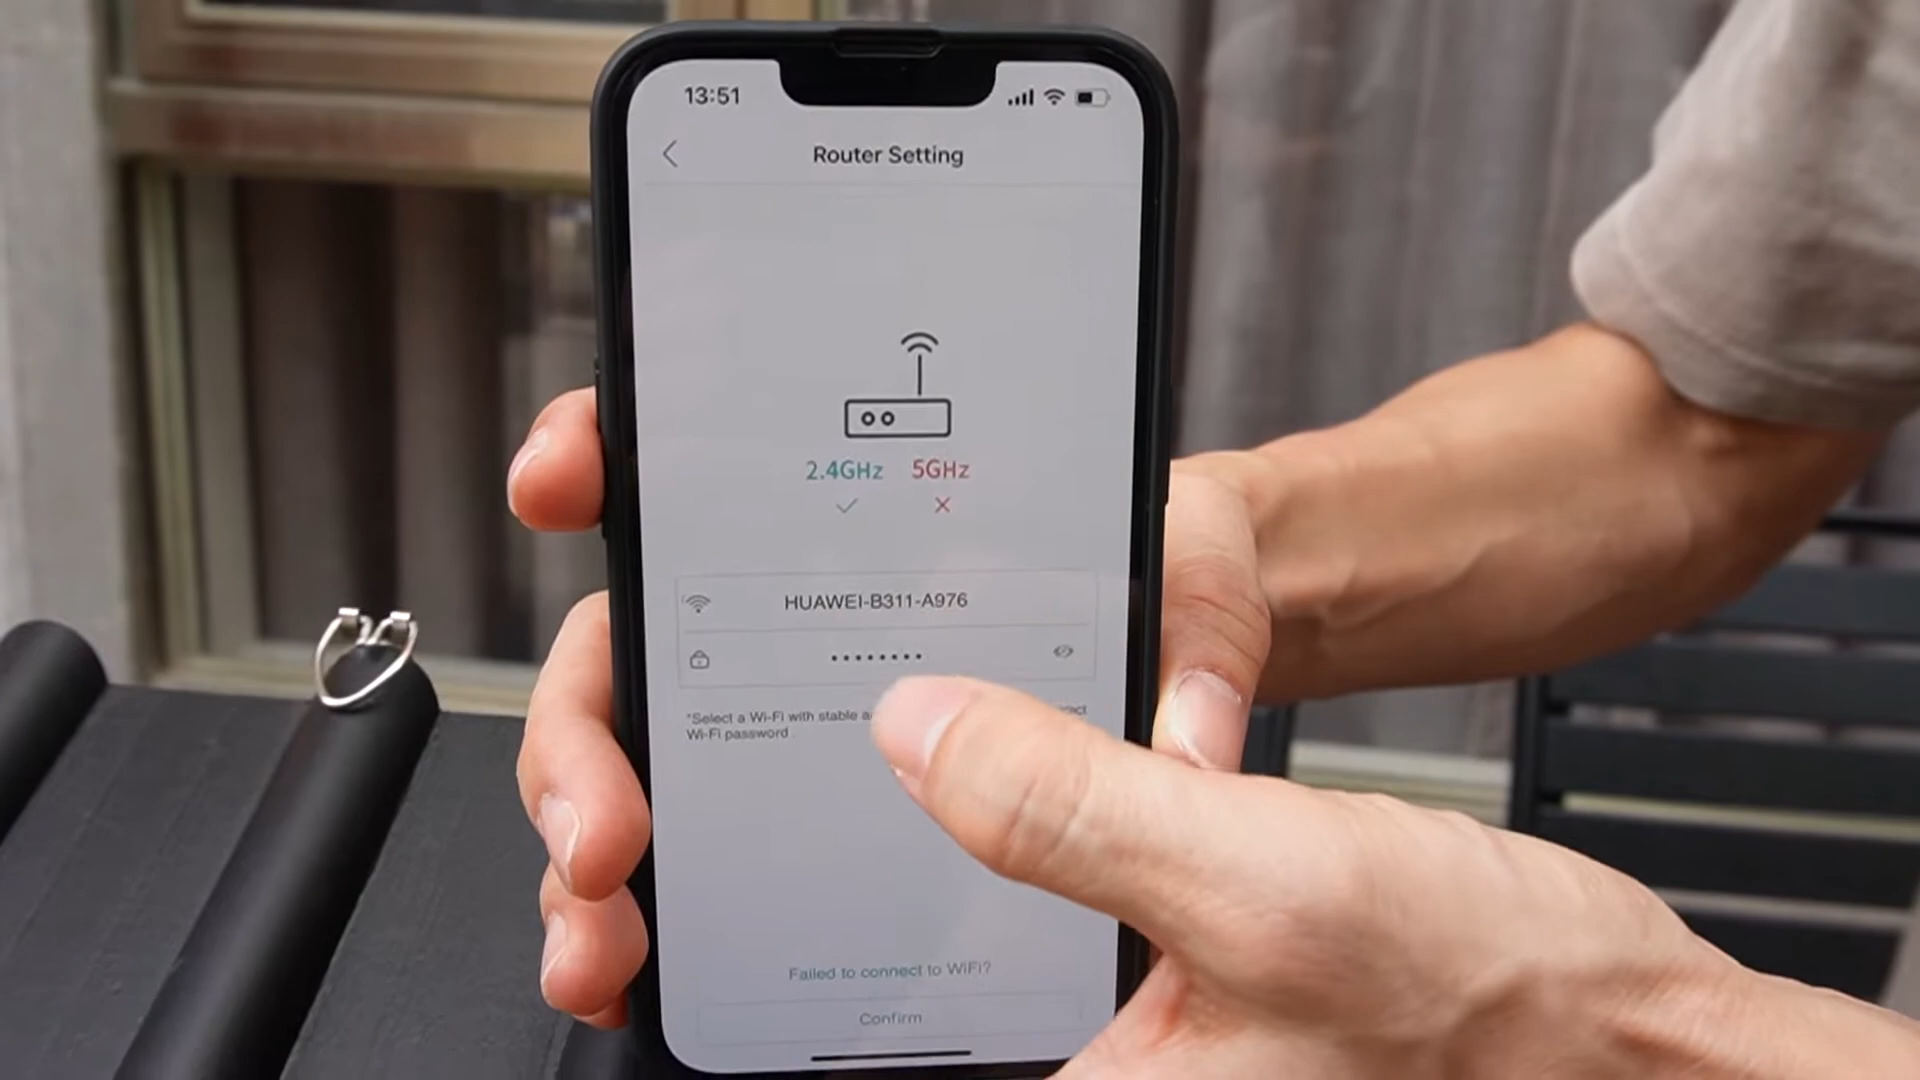 13:51
Router Setting
2.4GHz 5GHz
HUAWEI-B311-A976
••••••••
*Select a Wi-Fi with stable
Wi-Fi password
Failed to connect to WiFi?
Confirm